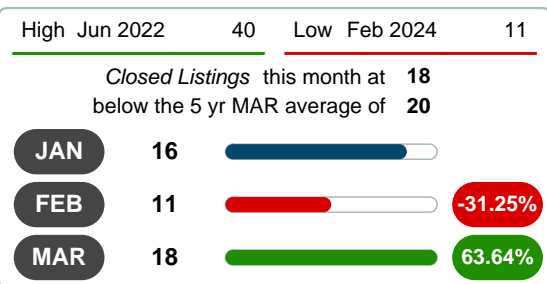 High Jun 2022 40 Low Feb 2024 11
Closed Listings this month at 18
below the 5 yr MAR average of 20
JAN 16
FEB 11 -31.25%
MAR 18 63.64%